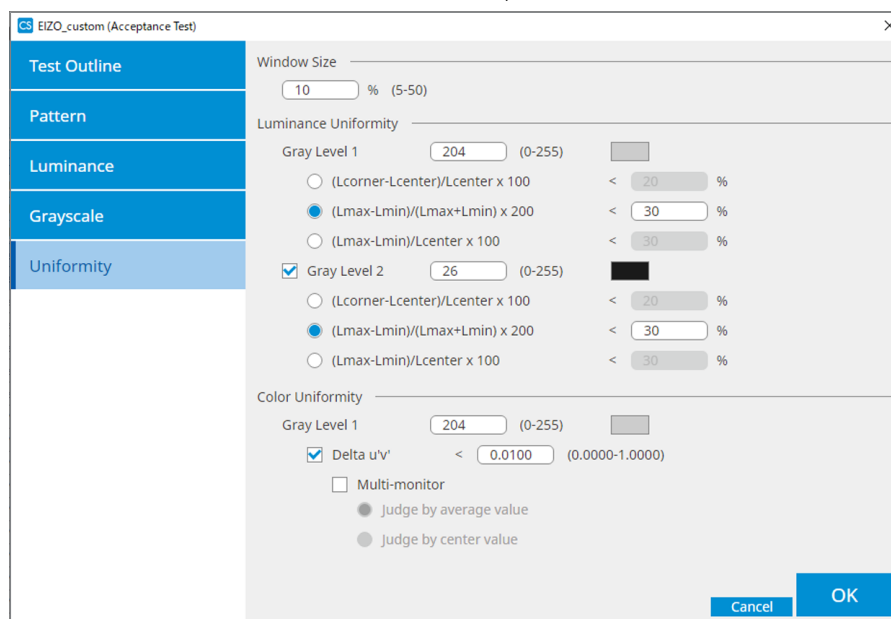 CS EIZO_custom (Acceptance Test)
Test Outline
Pattern
Luminance
Grayscale
Uniformity
Window Size
10 % (5-50)
Luminance Uniformity
Gray Level 1 204 (0-255)
(Lcorner-Lcenter)/Lcenter x 100 < 20 %
(Lmax-Lmin)/(Lmax+Lmin) x 200 < 30 %
(Lmax-Lmin)/Lcenter x 100 < 30 %
Gray Level 2 26 (0-255)
(Lcorner-Lcenter)/Lcenter x 100 < 20 %
(Lmax-Lmin)/(Lmax+Lmin) x 200 < 30 %
(Lmax-Lmin)/Lcenter x 100 < 30 %
Color Uniformity
Gray Level 1 204 (0-255)
Delta u'v' < 0.0100 (0.0000-1.0000)
Multi-monitor
Judge by average value
Judge by center value
Cancel OK